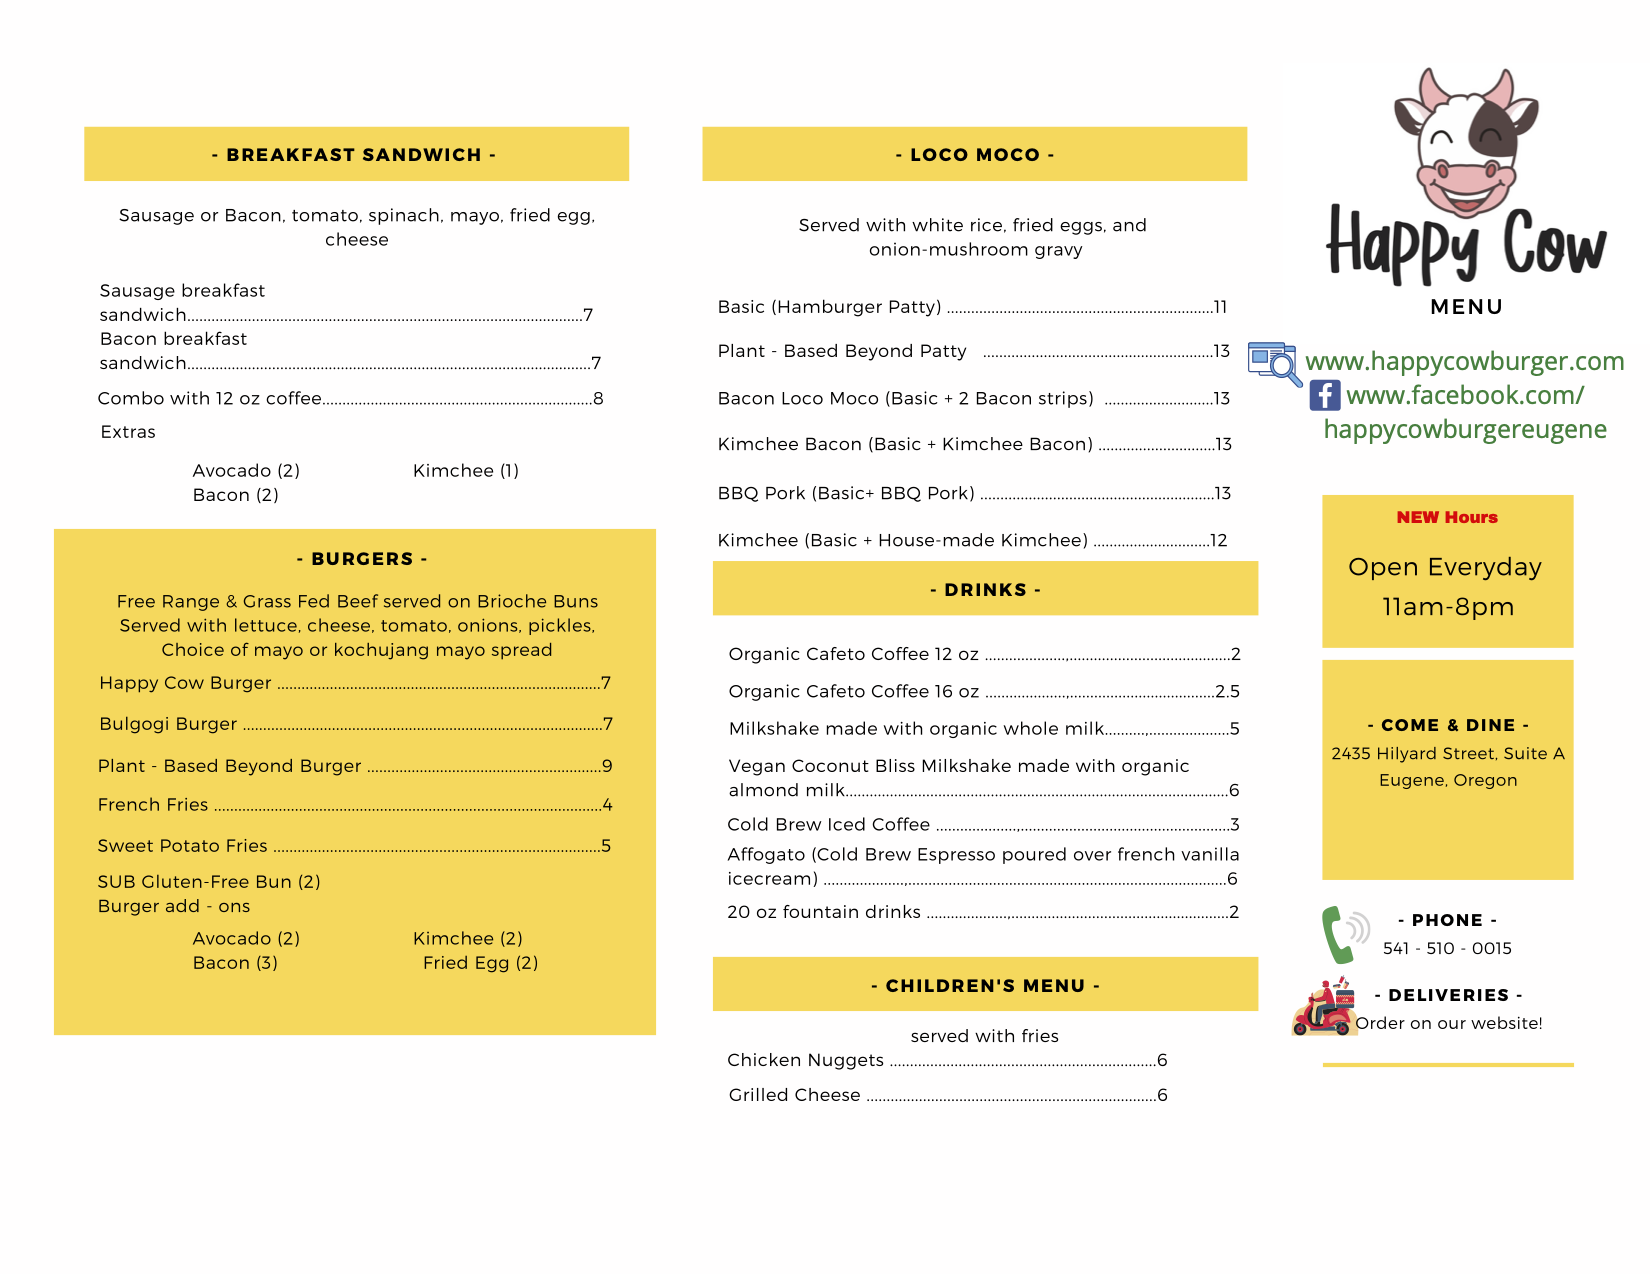 - BREAKFAST SANDWICH -
Sausage or Bacon, tomato, spinach, mayo, fried egg,
cheese
Sausage breakfast
sandwich..................................................................................................7
Bacon breakfast
sandwich....................................................................................................7
Combo with 12 oz coffee...................................................................8
Extras
Avocado (2) Kimchee (1)
Bacon (2)
- BURGERS -
Free Range & Grass Fed Beef served on Brioche Buns
Served with lettuce, cheese, tomato, onions, pickles,
Choice of mayo or kochujang mayo spread
Happy Cow Burger ................................................................................7
Bulgogi Burger .........................................................................................7
Plant - Based Beyond Burger ..........................................................9
French Fries ................................................................................................4
Sweet Potato Fries .................................................................................5
SUB Gluten-Free Bun (2)
Burger add - ons
Avocado (2) Kimchee (2)
Bacon (3) Fried Egg (2)
- LOCO MOCO -
Served with white rice, fried eggs, and
onion-mushroom gravy
Basic (Hamburger Patty) ..................................................................11
Plant - Based Beyond Patty .........................................................13
Bacon Loco Moco (Basic + 2 Bacon strips) ...........................13
Kimchee Bacon (Basic + Kimchee Bacon) .............................13
BBQ Pork (Basic+ BBQ Pork) ..........................................................13
Kimchee (Basic + House-made Kimchee) .............................12
- DRINKS -
Organic Cafeto Coffee 12 oz ....................,........................................2
Organic Cafeto Coffee 16 oz ....................,....................................2.5
Milkshake made with organic whole milk..........,....................5
Vegan Coconut Bliss Milkshake made with organic
almond milk...............................................................................................6
Cold Brew Iced Coffee ....................,....................................................3
Affogato (Cold Brew Espresso poured over french vanilla
icecream) ....................,...............................................................................6
20 oz fountain drinks ....................,......................................................2
- CHILDREN'S MENU -
served with fries
Chicken Nuggets ..................................................................6
Grilled Cheese ........................................................................6
Happy Cow
MENU
www.happycowburger.com
www.facebook.com/
happycowburgereugene
NEW Hours
Open Everyday
11am-8pm
- COME & DINE -
2435 Hilyard Street, Suite A
Eugene, Oregon
- PHONE -
541 - 510 - 0015
- DELIVERIES -
Order on our website!